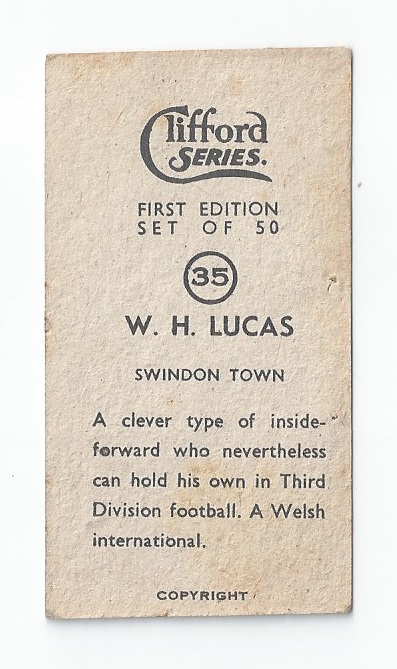 Clifford
SERIES.
FIRST EDITION
SET OF 50
35
W. H. LUCAS
SWINDON TOWN
A clever type of inside-
forward who nevertheless
can hold his own in Third
Division football. A Welsh
international.
COPYRIGHT